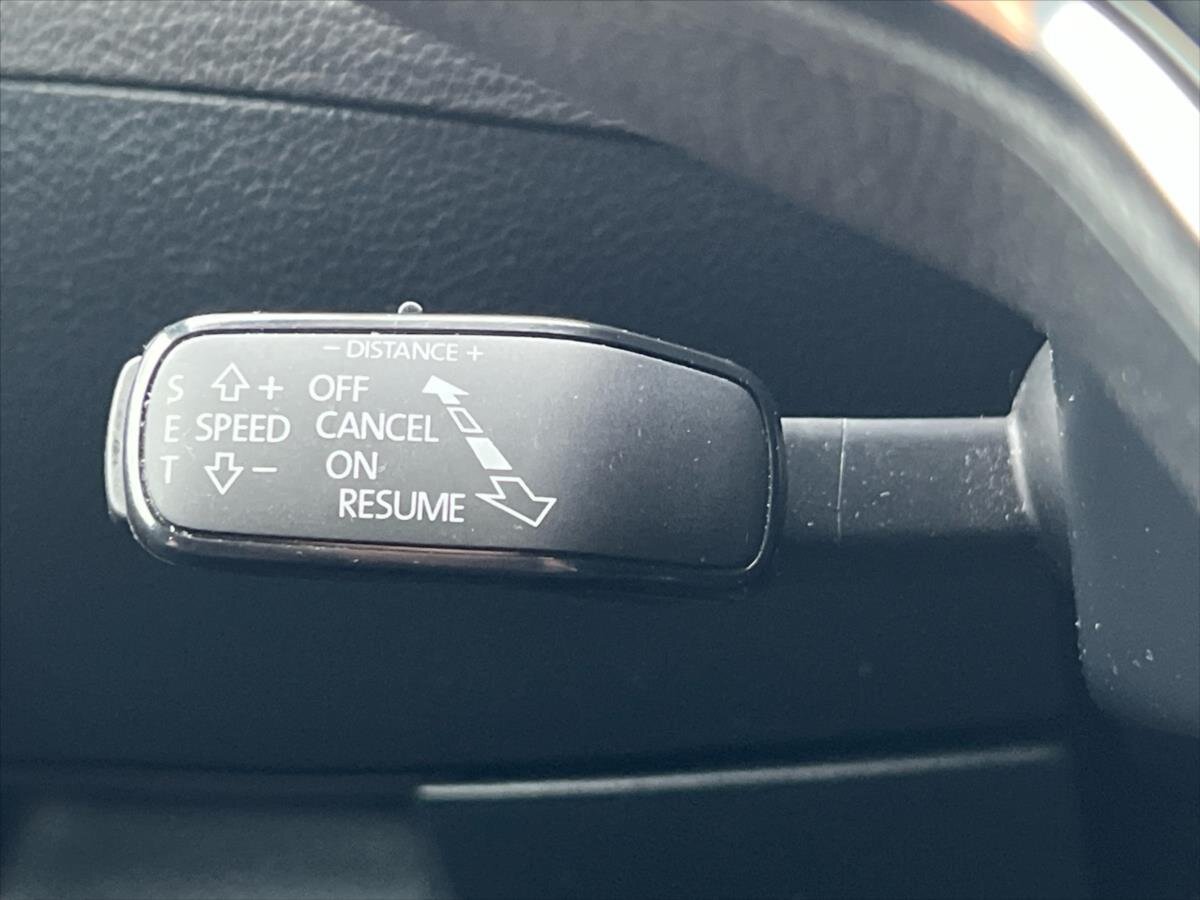 − DISTANCE +
S
E
T
+
SPEED
−
OFF
CANCEL
ON
RESUME